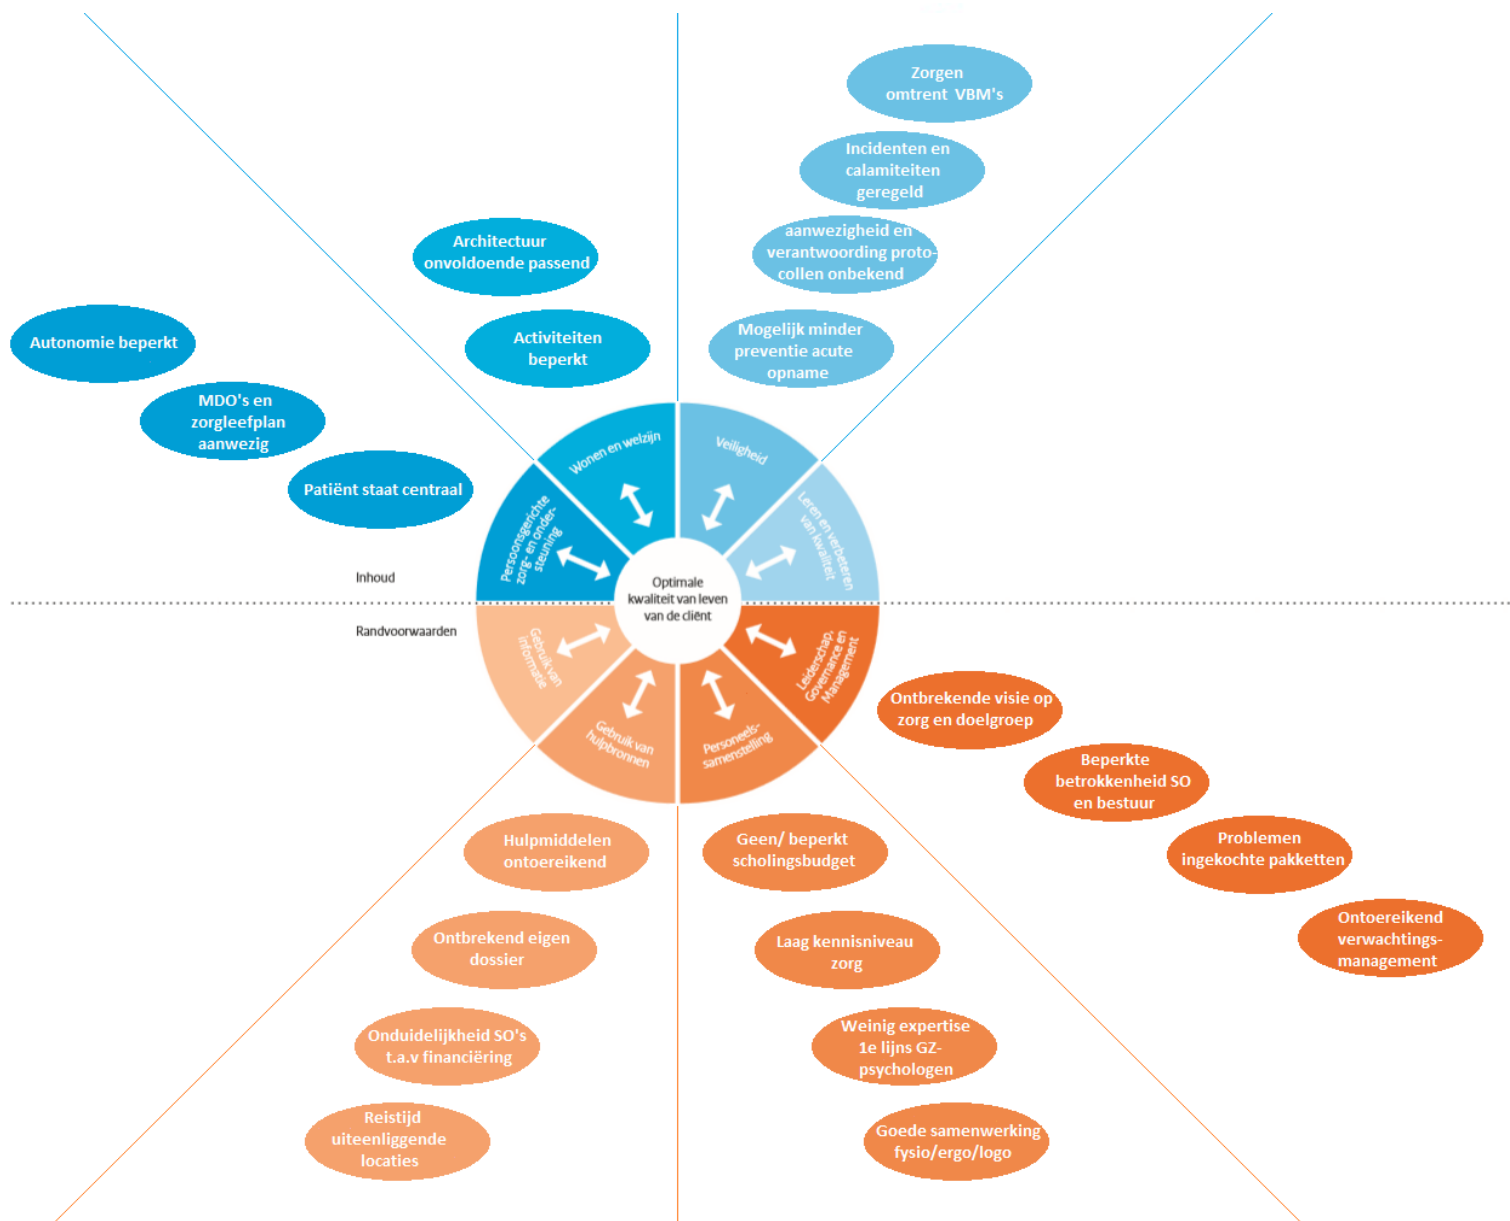 Zorgen
omtrent VBM's
Incidenten en
calamiteiten
geregeld
aanwezigheid en
verantwoording proto-
collen onbekend
Mogelijk minder
preventie acute
opname
Architectuur
onvoldoende passend
Activiteiten
beperkt
Autonomie beperkt
MDO's en
zorgleefplan
aanwezig
Patiënt staat centraal
Persoonsgerichte
zorg- en onder-
steuning
Wonen en welzijn
Veiligheid
Leren en verbeteren
van kwaliteit
Optimale
kwaliteit van leven
van de cliënt
Inhoud
Randvoorwaarden
Gebruik van
informatie
Gebruik van
hulpbronnen
Personeels-
samenstelling
Leiderschap,
Governance en
Management
Ontbrekende visie op
zorg en doelgroep
Beperkte
betrokkenheid SO
en bestuur
Problemen
ingekochte pakketten
Ontoereikend
verwachtings-
management
Hulpmiddelen
ontoereikend
Ontbrekend eigen
dossier
Onduidelijkheid SO's
t.a.v financiëring
Reistijd
uiteenliggende
locaties
Geen/ beperkt
scholingsbudget
Laag kennisniveau
zorg
Weinig expertise
1e lijns GZ-
psychologen
Goede samenwerking
fysio/ergo/logo